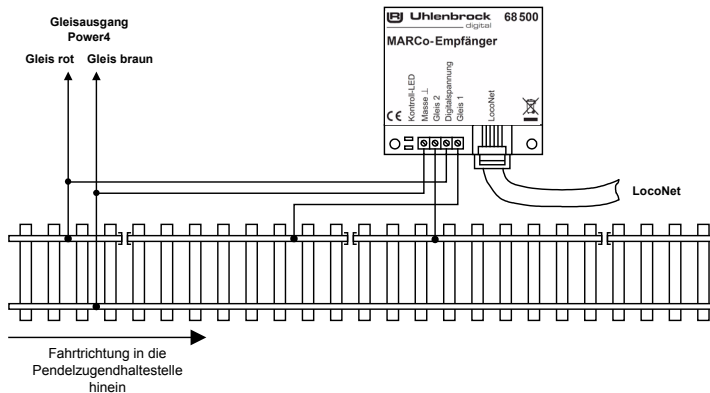 Gleisausgang
Power4
Gleis rot Gleis braun
Uhlenbrock
digital
68 500
MARCo-Empfänger
Kontroll-LED
Masse ⊥
Gleis 2
Digitalspannung
Gleis 1
LocoNet
CE
LocoNet
Fahrtrichtung in die
Pendelzugendhaltestelle
hinein